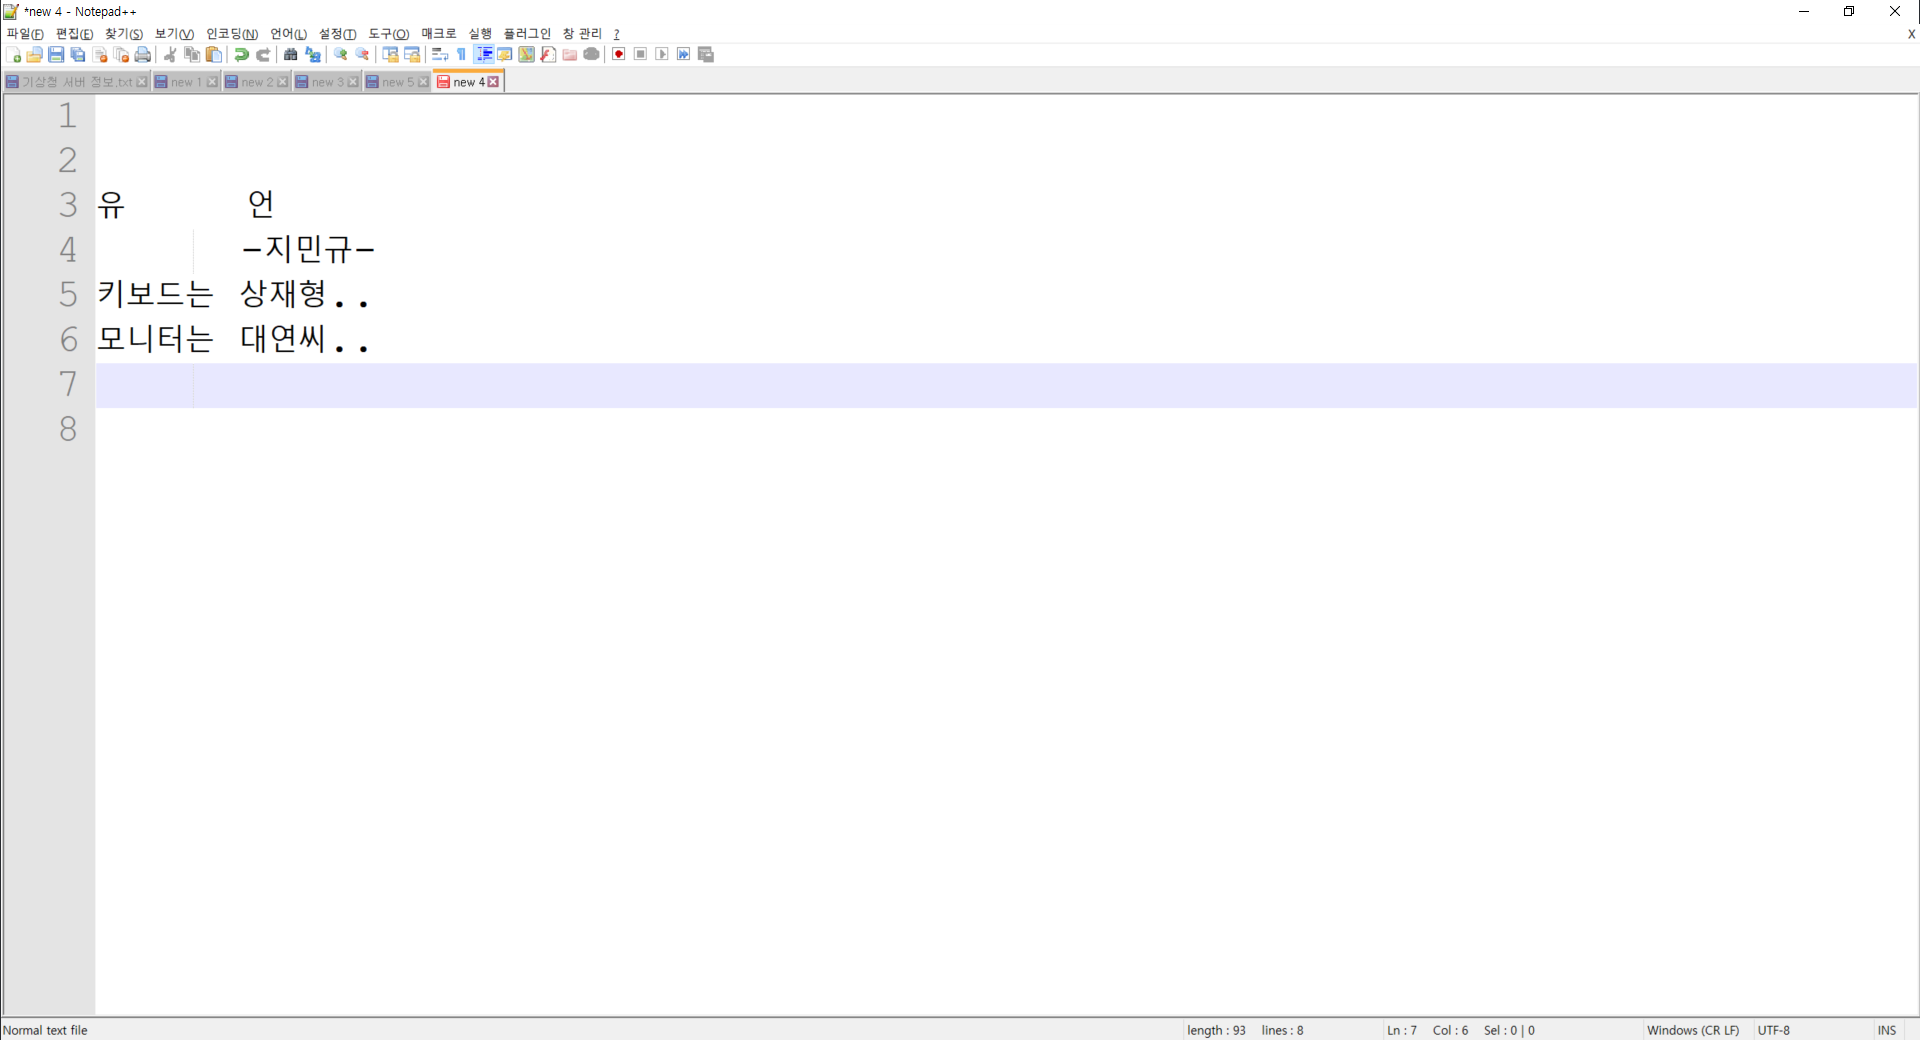 *new 4 - Notepad++
파일(F) 편집(E) 찾기(S) 보기(V) 인코딩(N) 언어(L) 설정(T) 도구(O) 매크로 실행 플러그인 창 관리 ? X
기상청 서버 정보.txt new 1 new 2 new 3 new 5 new 4
1
2
3 유 언
4 -지민규-
5 키보드는 상재형..
6 모니터는 대연씨..
7
8
Normal text file length : 93 lines : 8 Ln : 7 Col : 6 Sel : 0 | 0 Windows (CR LF) UTF-8 INS